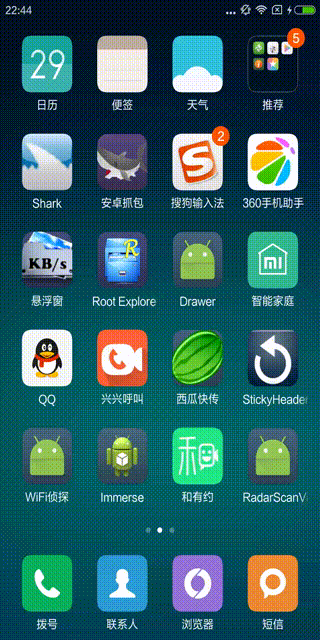 22:44
...
5
29
日历
便签
天气
推荐
2
S
Shark
安卓抓包
搜狗输入法
360手机助手
KB/s
R
mi
悬浮窗
Root Explore
Drawer
智能家庭
QQ
兴兴呼叫
西瓜快传
StickyHeader
和
WiFi侦探
Immerse
和有约
RadarScanVi
拨号
联系人
浏览器
短信